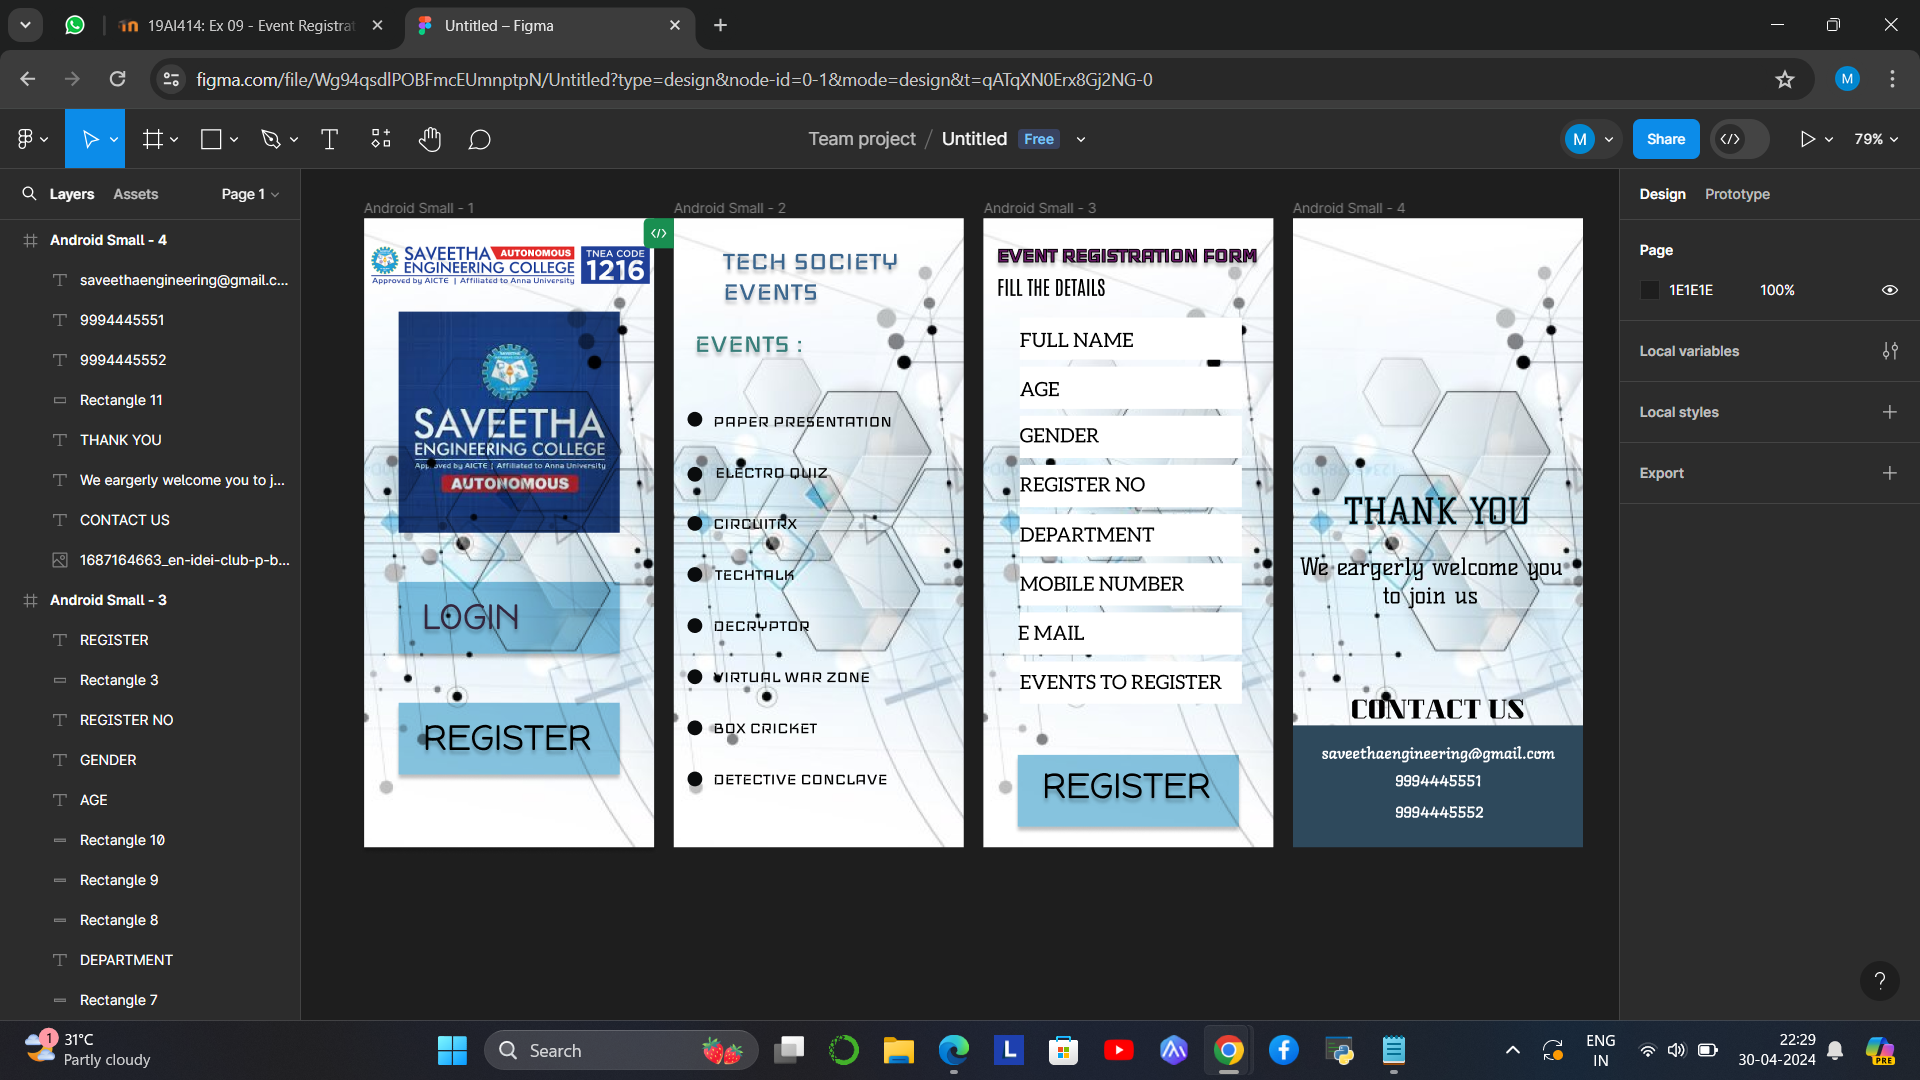 19AI414: Ex 09 - Event Registrat
Untitled – Figma
figma.com/file/Wg94qsdlPOBFmcEUmnptpN/Untitled?type=design&node-id=0-1&mode=design&t=qATqXN0Erx8Gj2NG-0
M
Team project / Untitled Free
M
Share
79%
Layers
Assets
Page 1
Android Small - 4
saveethaengineering@gmail.c...
9994445551
9994445552
Rectangle 11
THANK YOU
We eargerly welcome you to j...
CONTACT US
1687164663_en-idei-club-p-b...
Android Small - 3
REGISTER
Rectangle 3
REGISTER NO
GENDER
AGE
Rectangle 10
Rectangle 9
Rectangle 8
DEPARTMENT
Rectangle 7
Android Small - 1
SAVEETHA AUTONOMOUS
ENGINEERING COLLEGE
Approved by AICTE | Affiliated to Anna University
TNEA CODE
1216
SAVEETHA
ENGINEERING COLLEGE
Approved by AICTE | Affiliated to Anna University
AUTONOMOUS
LOGIN
REGISTER
Android Small - 2
TECH SOCIETY
EVENTS
EVENTS :
PAPER PRESENTATION
ELECTRO QUIZ
CIRCUITRX
TECHTALK
DECRYPTOR
VIRTUAL WAR ZONE
BOX CRICKET
DETECTIVE CONCLAVE
Android Small - 3
EVENT REGISTRATION FORM
FILL THE DETAILS
FULL NAME
AGE
GENDER
REGISTER NO
DEPARTMENT
MOBILE NUMBER
E MAIL
EVENTS TO REGISTER
REGISTER
Android Small - 4
THANK YOU
We eargerly welcome you
to join us
CONTACT US
saveethaengineering@gmail.com
9994445551
9994445552
Design
Prototype
Page
1E1E1E
100%
Local variables
Local styles
Export
?
1
31°C
Partly cloudy
Search
L
ENG
IN
22:29
30-04-2024
PRE